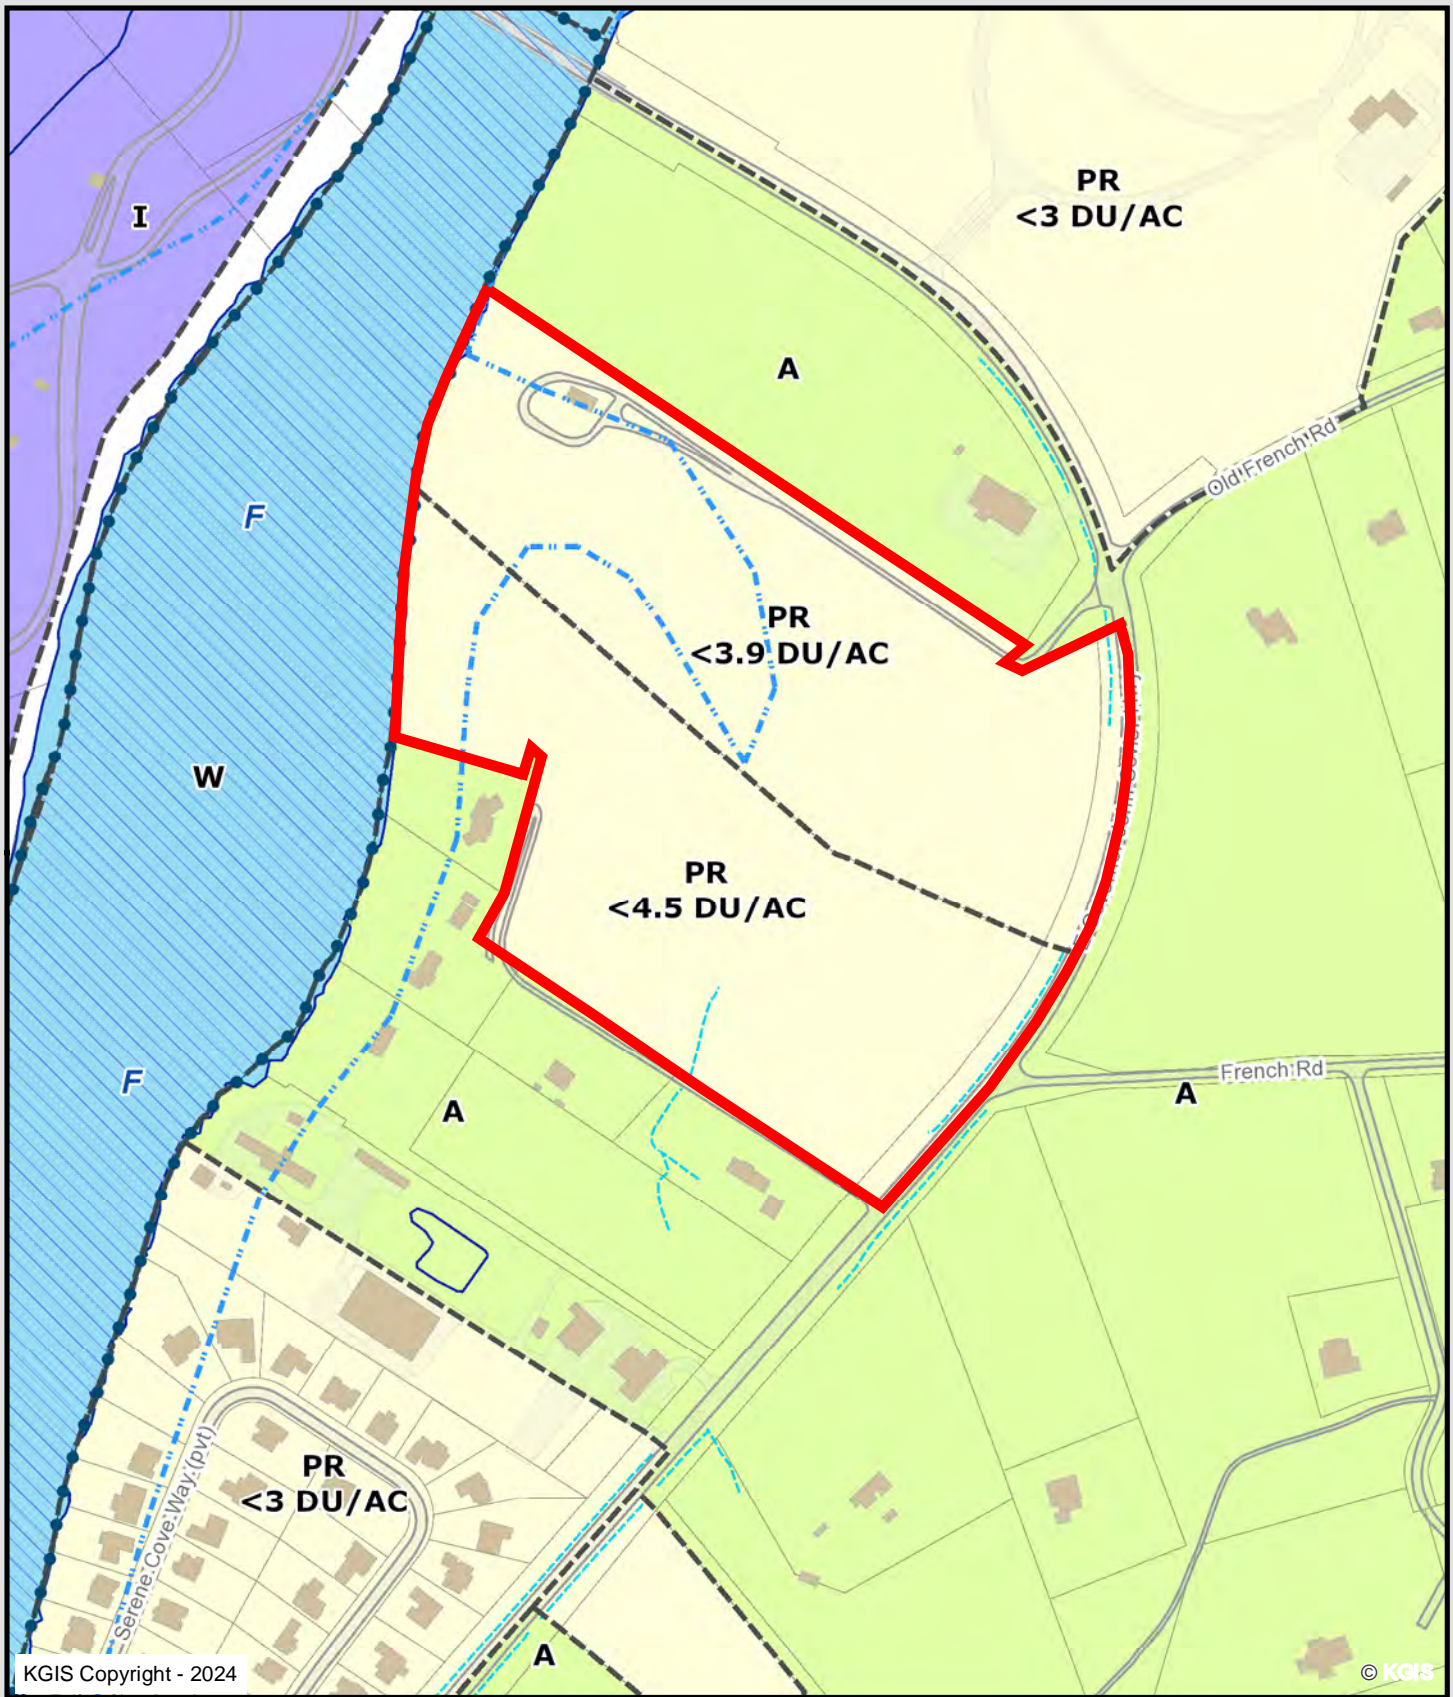 I
PR
<3 DU/AC
A
Old French Rd
F
PR
<3.9 DU/AC
W
PR
<4.5 DU/AC
French Rd
A
F
A
PR
<3 DU/AC
Serene Cove Way (pvt)
A
KGIS Copyright - 2024
© KGIS